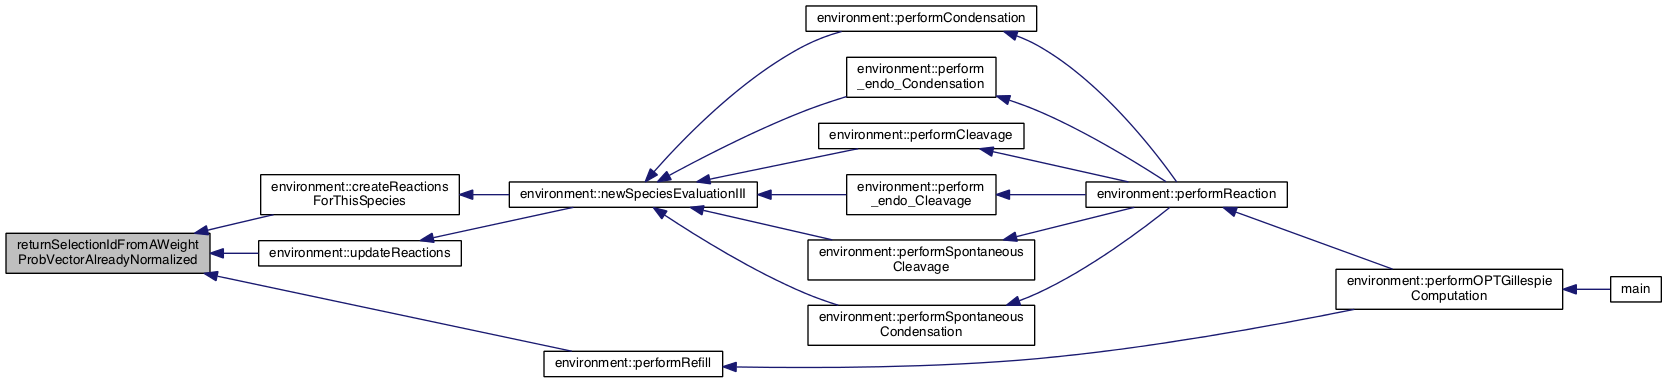 environment::performCondensation
environment::perform
_endo_Condensation
environment::performCleavage
environment::createReactions
ForThisSpecies
environment::newSpeciesEvaluationIII
environment::perform
_endo_Cleavage
environment::performReaction
returnSelectionIdFromAWeight
ProbVectorAlreadyNormalized
environment::updateReactions
environment::performSpontaneous
Cleavage
environment::performOPTGillespie
Computation
main
environment::performSpontaneous
Condensation
environment::performRefill